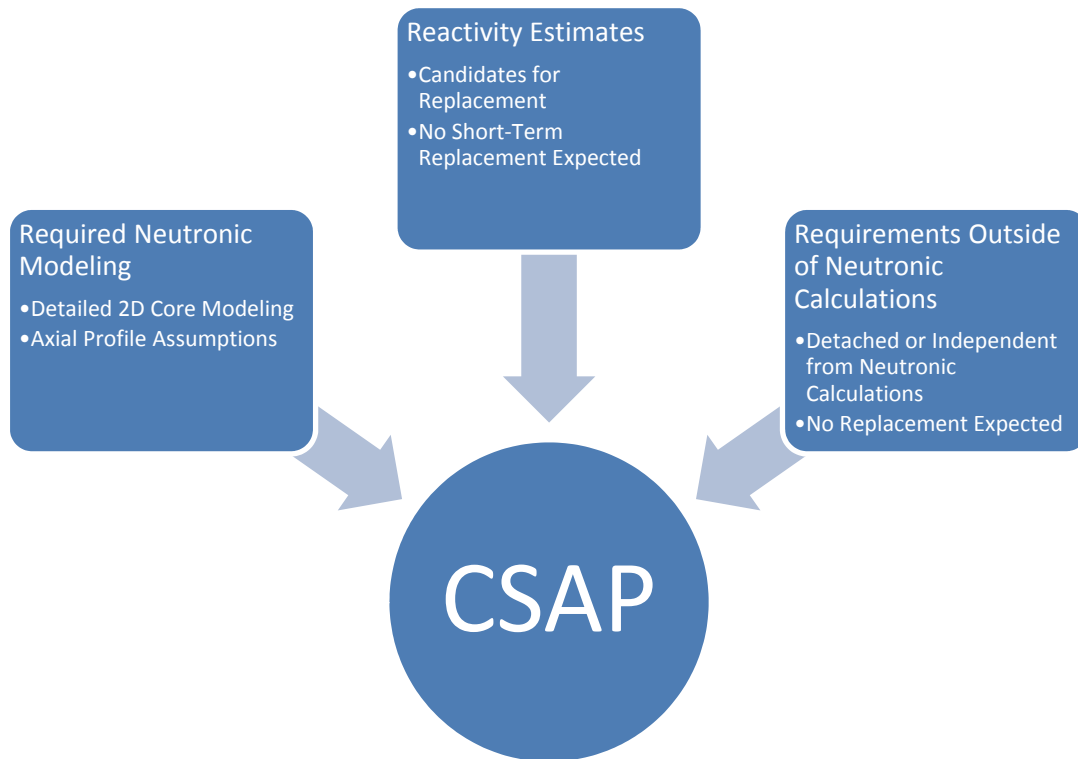 Reactivity Estimates
•Candidates for
Replacement
•No Short-Term
Replacement Expected
Required Neutronic
Modeling
•Detailed 2D Core Modeling
•Axial Profile Assumptions
Requirements Outside
of Neutronic
Calculations
•Detached or Independent
from Neutronic
Calculations
•No Replacement Expected
CSAP